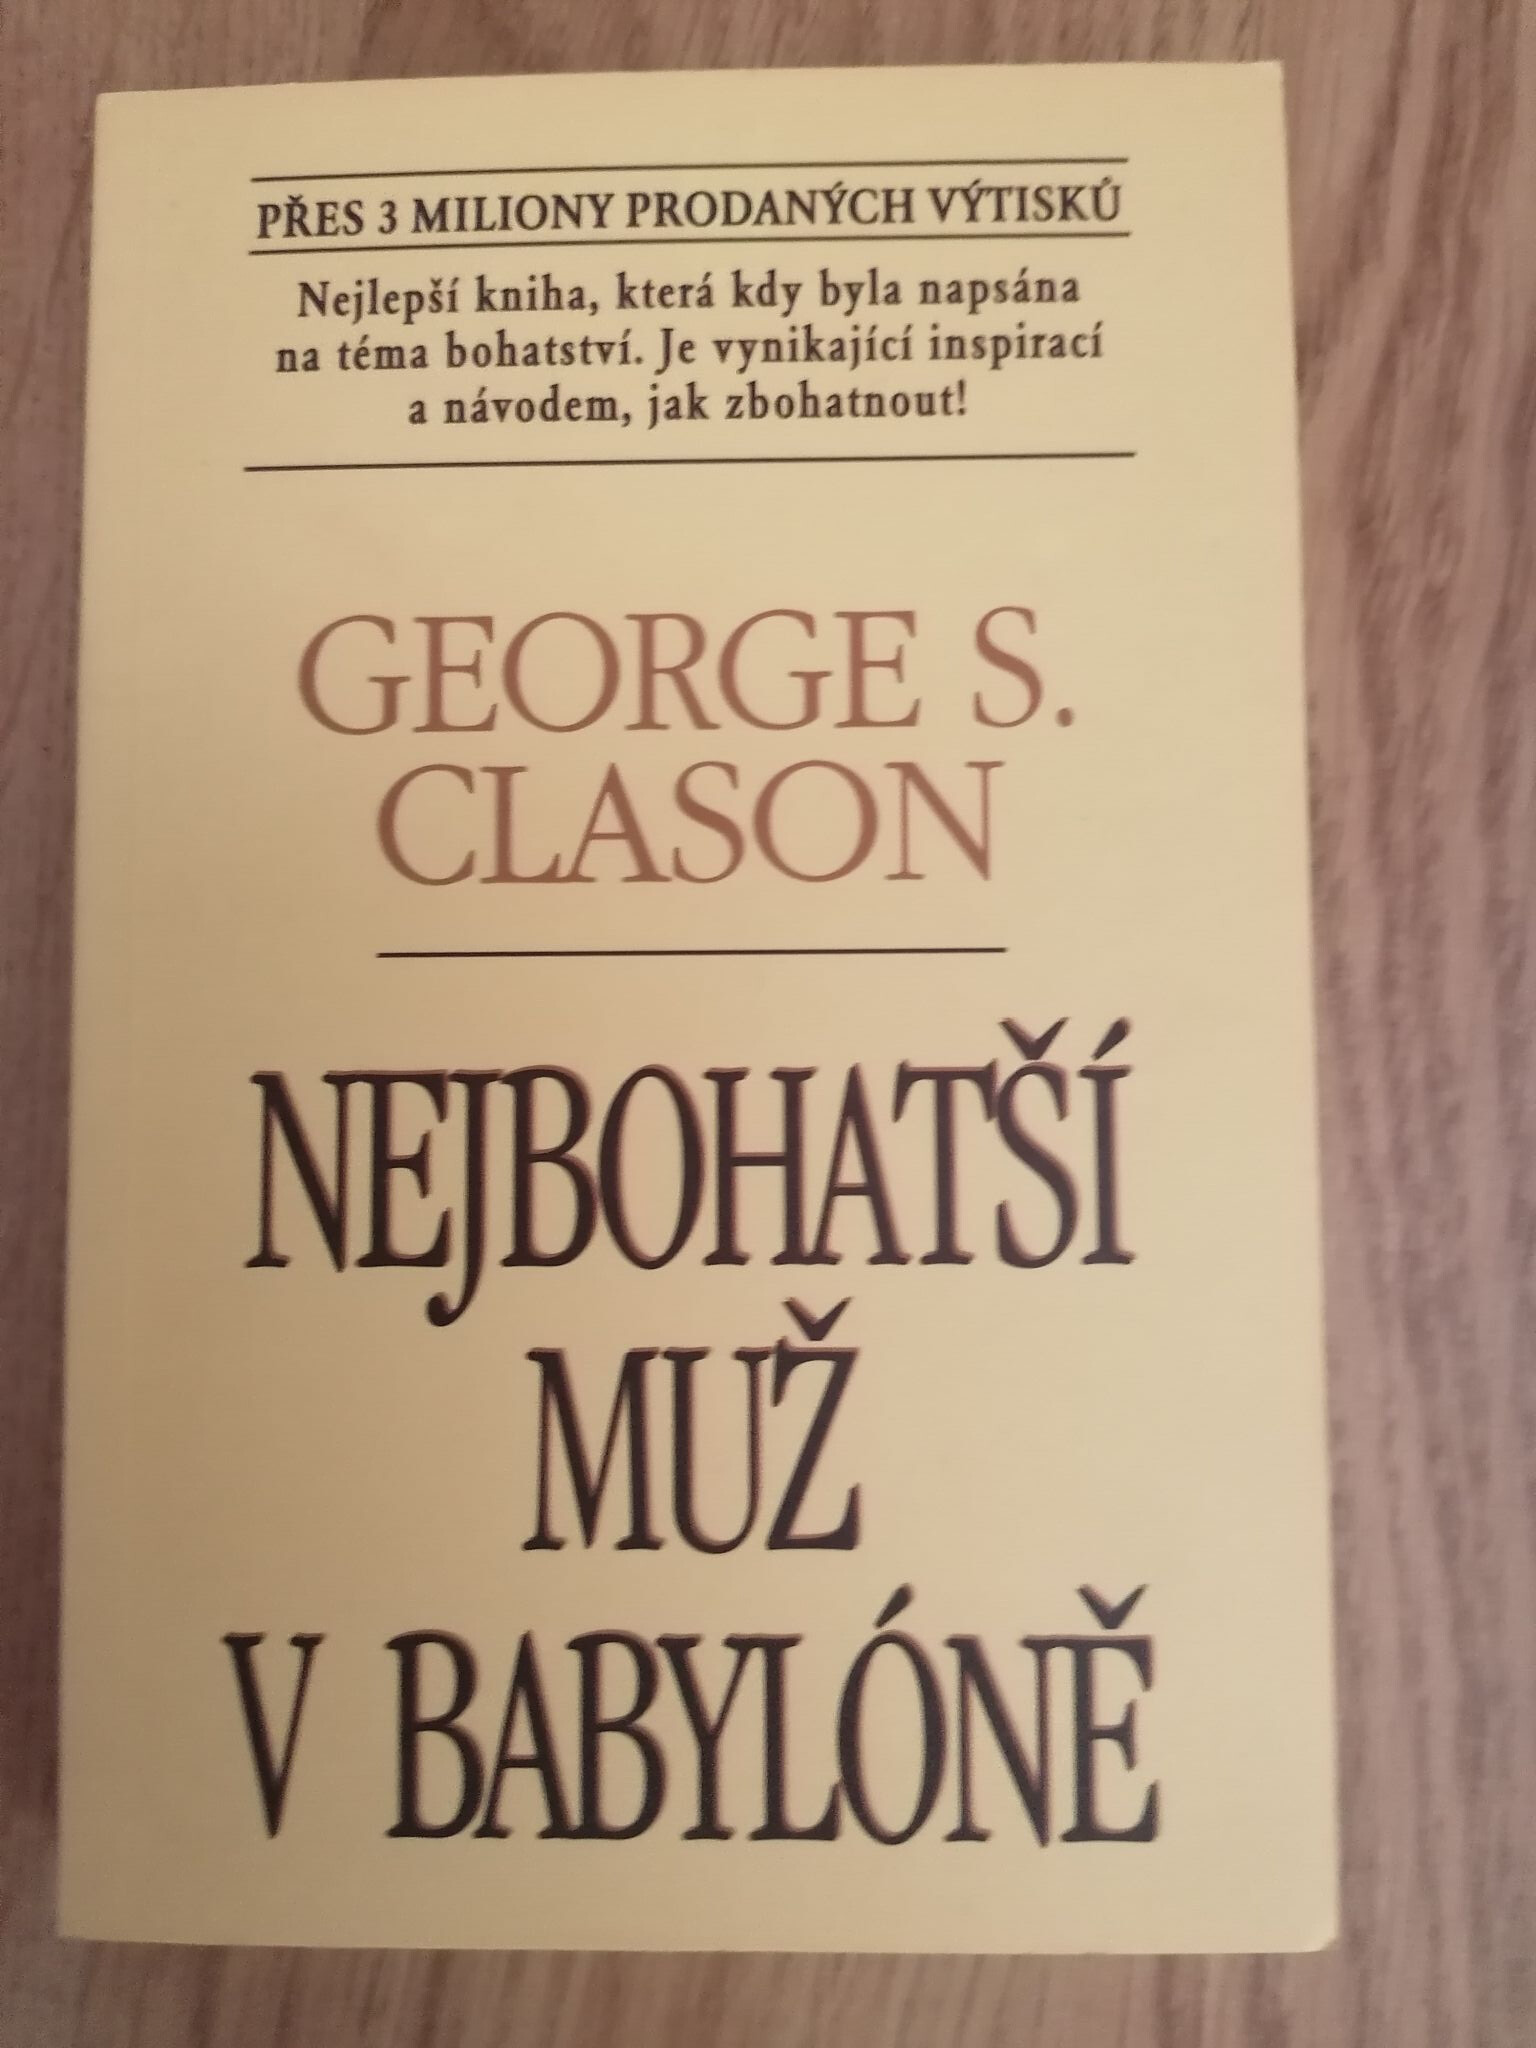 PŘES 3 MILIONY PRODANÝCH VÝTISKŮ
Nejlepší kniha, která kdy byla napsána
na téma bohatství. Je vynikající inspirací
a návodem, jak zbohatnout!
GEORGE S.
CLASON
NEJBOHATŠÍ
MUŽ
V BABYLÓNĚ